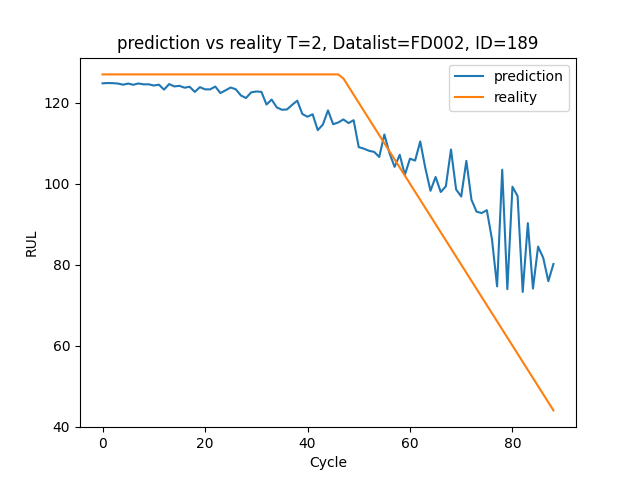 prediction vs reality T=2, Datalist=FD002, ID=189
prediction
reality
120
100
80
60
40
RUL
0
20
40
60
80
Cycle